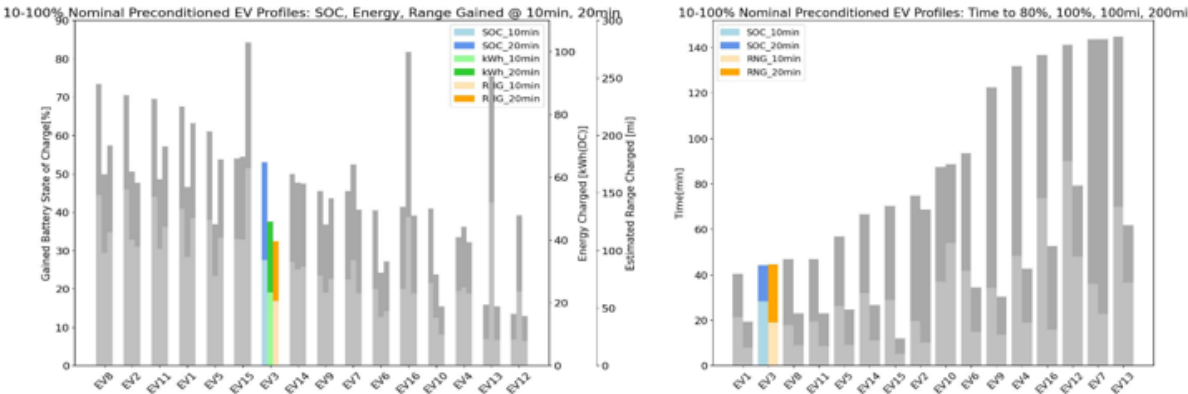 10-100% Nominal Preconditioned EV Profiles: SOC, Energy, Range Gained @ 10min, 20min
90
80
70
60
50
40
30
20
10
0
Gained Battery State of Charge[%]
SOC_10min
SOC_20min
kWh_10min
kWh_20min
RNG_10min
RNG_20min
100
80
60
40
20
0
Energy Charged [kWh(DC)]
300
250
200
150
100
50
0
Estimated Range Charged [mi]
EV8
EV2
EV11
EV1
EV5
EV15
EV3
EV14
EV9
EV7
EV6
EV16
EV10
EV4
EV13
EV12
10-100% Nominal Preconditioned EV Profiles: Time to 80%, 100%, 100mi, 200mi
140
120
100
80
60
40
20
0
Time[min]
SOC_10min
SOC_20min
RNG_10min
RNG_20min
EV1
EV3
EV8
EV11
EV5
EV14
EV15
EV2
EV10
EV6
EV9
EV4
EV16
EV12
EV7
EV13